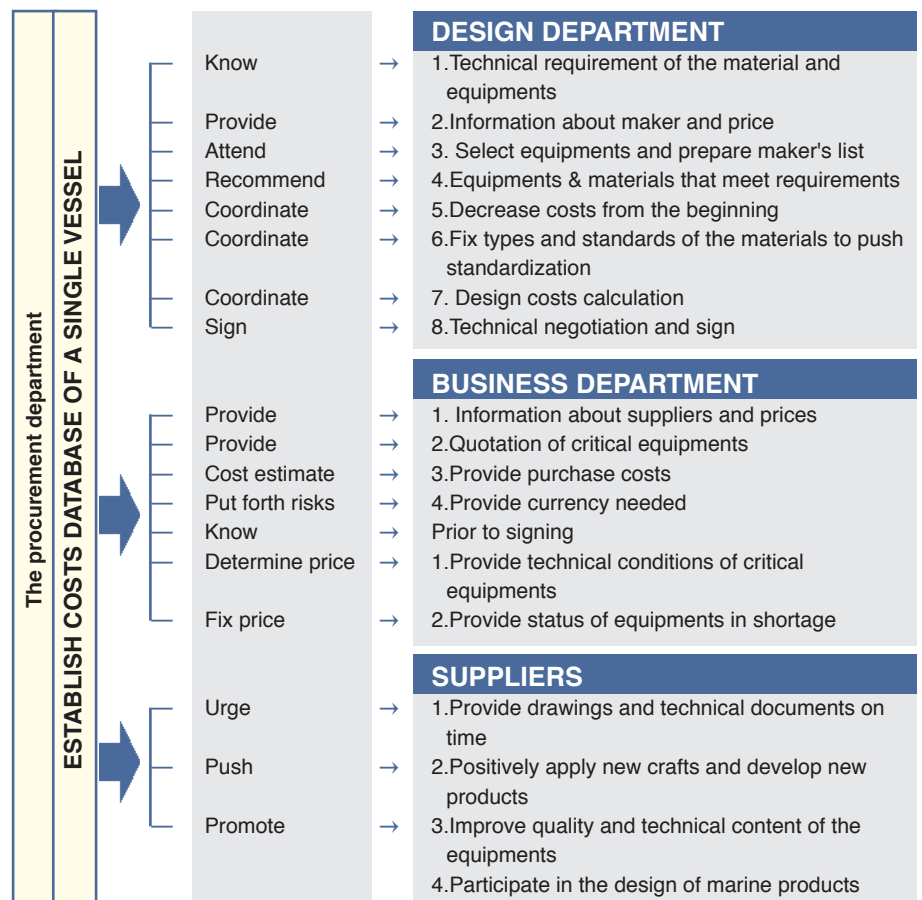 The procurement department
ESTABLISH COSTS DATABASE OF A SINGLE VESSEL
DESIGN DEPARTMENT
Know → 1.Technical requirement of the material and
equipments
Provide → 2.Information about maker and price
Attend → 3. Select equipments and prepare maker's list
Recommend → 4.Equipments & materials that meet requirements
Coordinate → 5.Decrease costs from the beginning
Coordinate → 6.Fix types and standards of the materials to push
standardization
Coordinate → 7. Design costs calculation
Sign → 8.Technical negotiation and sign
BUSINESS DEPARTMENT
Provide → 1. Information about suppliers and prices
Provide → 2.Quotation of critical equipments
Cost estimate → 3.Provide purchase costs
Put forth risks → 4.Provide currency needed
Know → Prior to signing
Determine price → 1.Provide technical conditions of critical
equipments
Fix price → 2.Provide status of equipments in shortage
SUPPLIERS
Urge → 1.Provide drawings and technical documents on
time
Push → 2.Positively apply new crafts and develop new
products
Promote → 3.Improve quality and technical content of the
equipments
4.Participate in the design of marine products